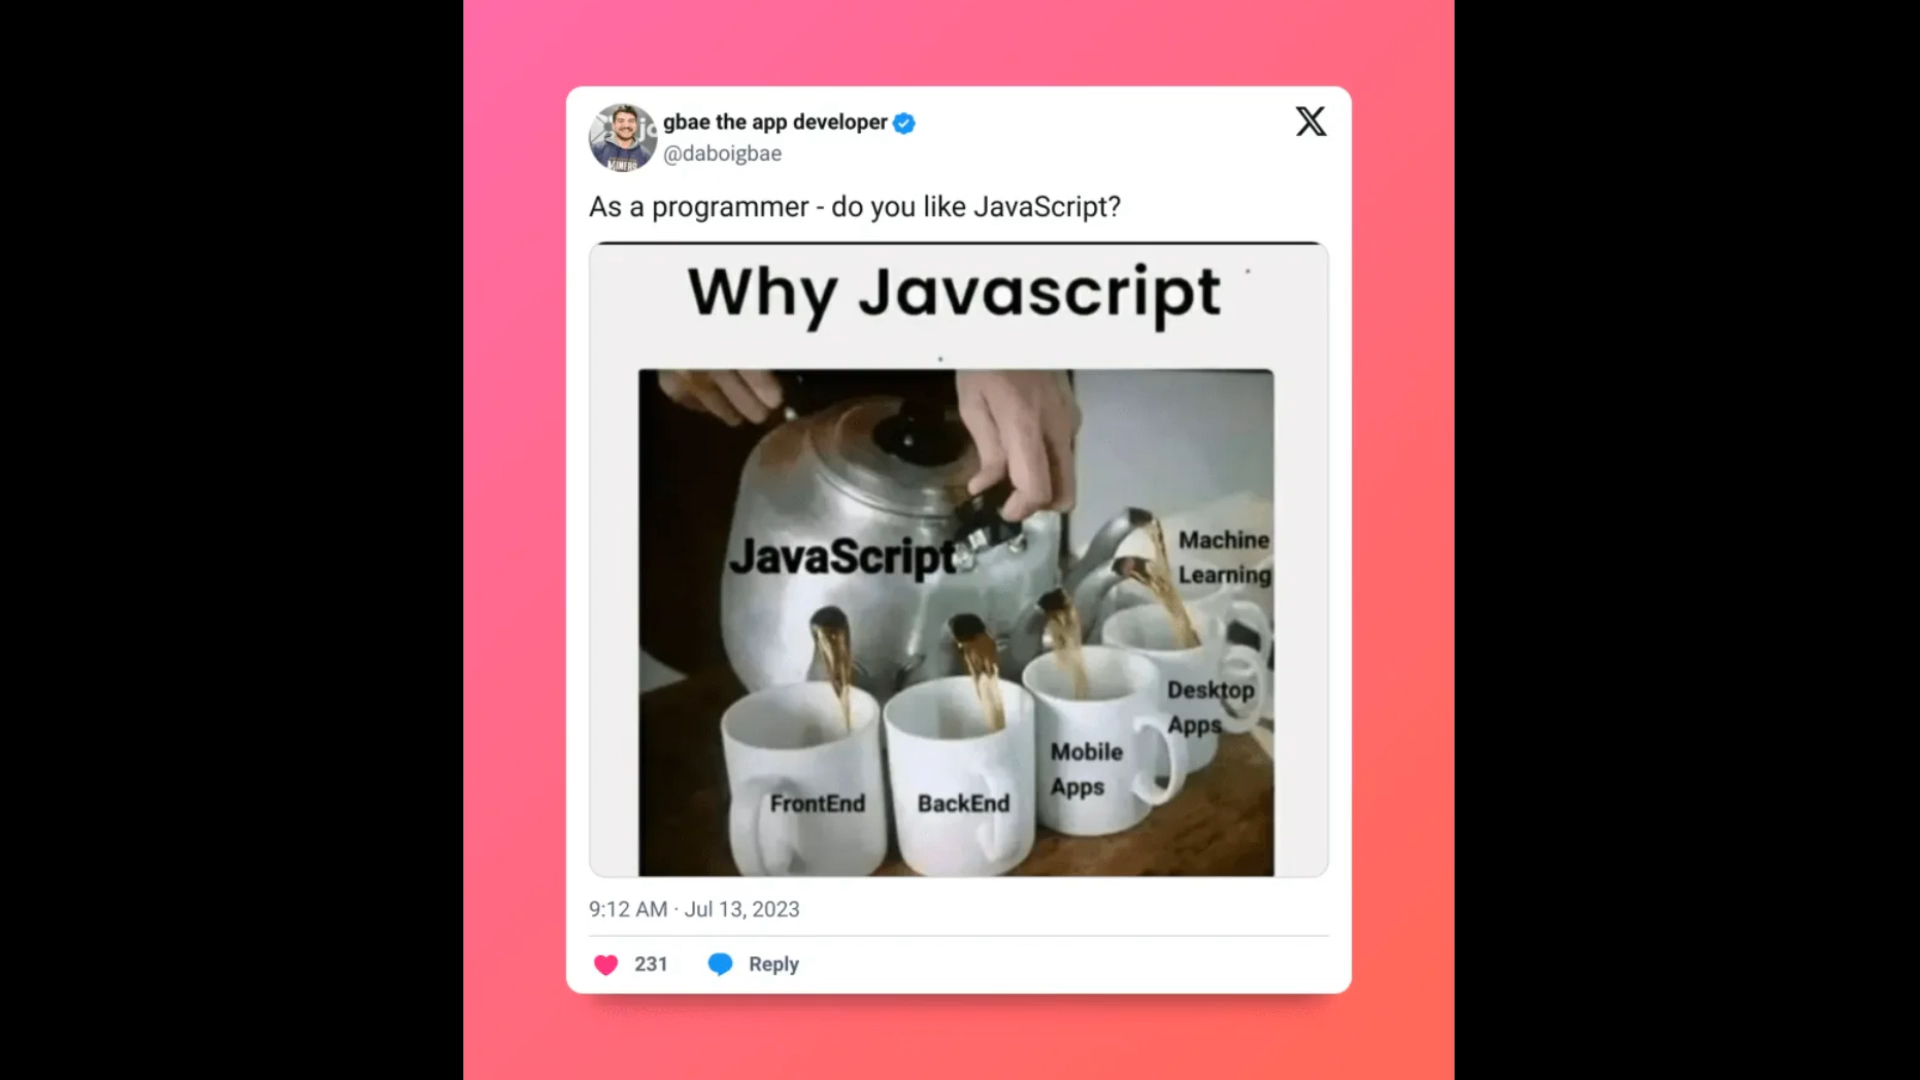 gbae the app developer
@daboigbae
As a programmer - do you like JavaScript?
Why Javascript
JavaScript
Machine
Learning
Desktop
Apps
Mobile
Apps
FrontEnd
BackEnd
9:12 AM · Jul 13, 2023
231
Reply